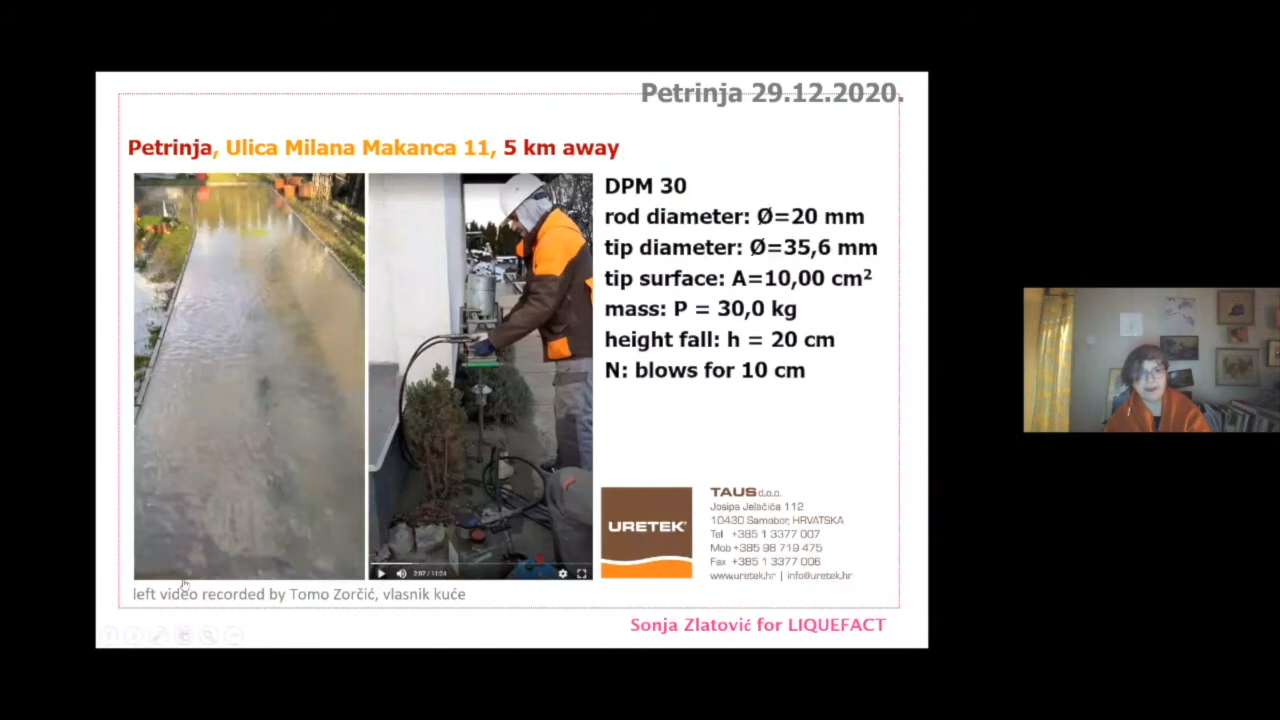 Petrinja 29.12.2020.
Petrinja, Ulica Milana Makanca 11, 5 km away
DPM 30
rod diameter: Ø=20 mm
tip diameter: Ø=35,6 mm
tip surface: A=10,00 cm²
mass: P = 30,0 kg
height fall: h = 20 cm
N: blows for 10 cm
URETEK®
TAUS d.o.o.
Josipa Jelačića 112
10430 Samobor, HRVATSKA
Tel +385 1 3377 007
Mob +385 98 719 475
Fax +385 1 3377 006
www.uretek.hr | info@uretek.hr
2:07 / 11:24
left video recorded by Tomo Zorčić, vlasnik kuće
Sonja Zlatović for LIQUEFACT